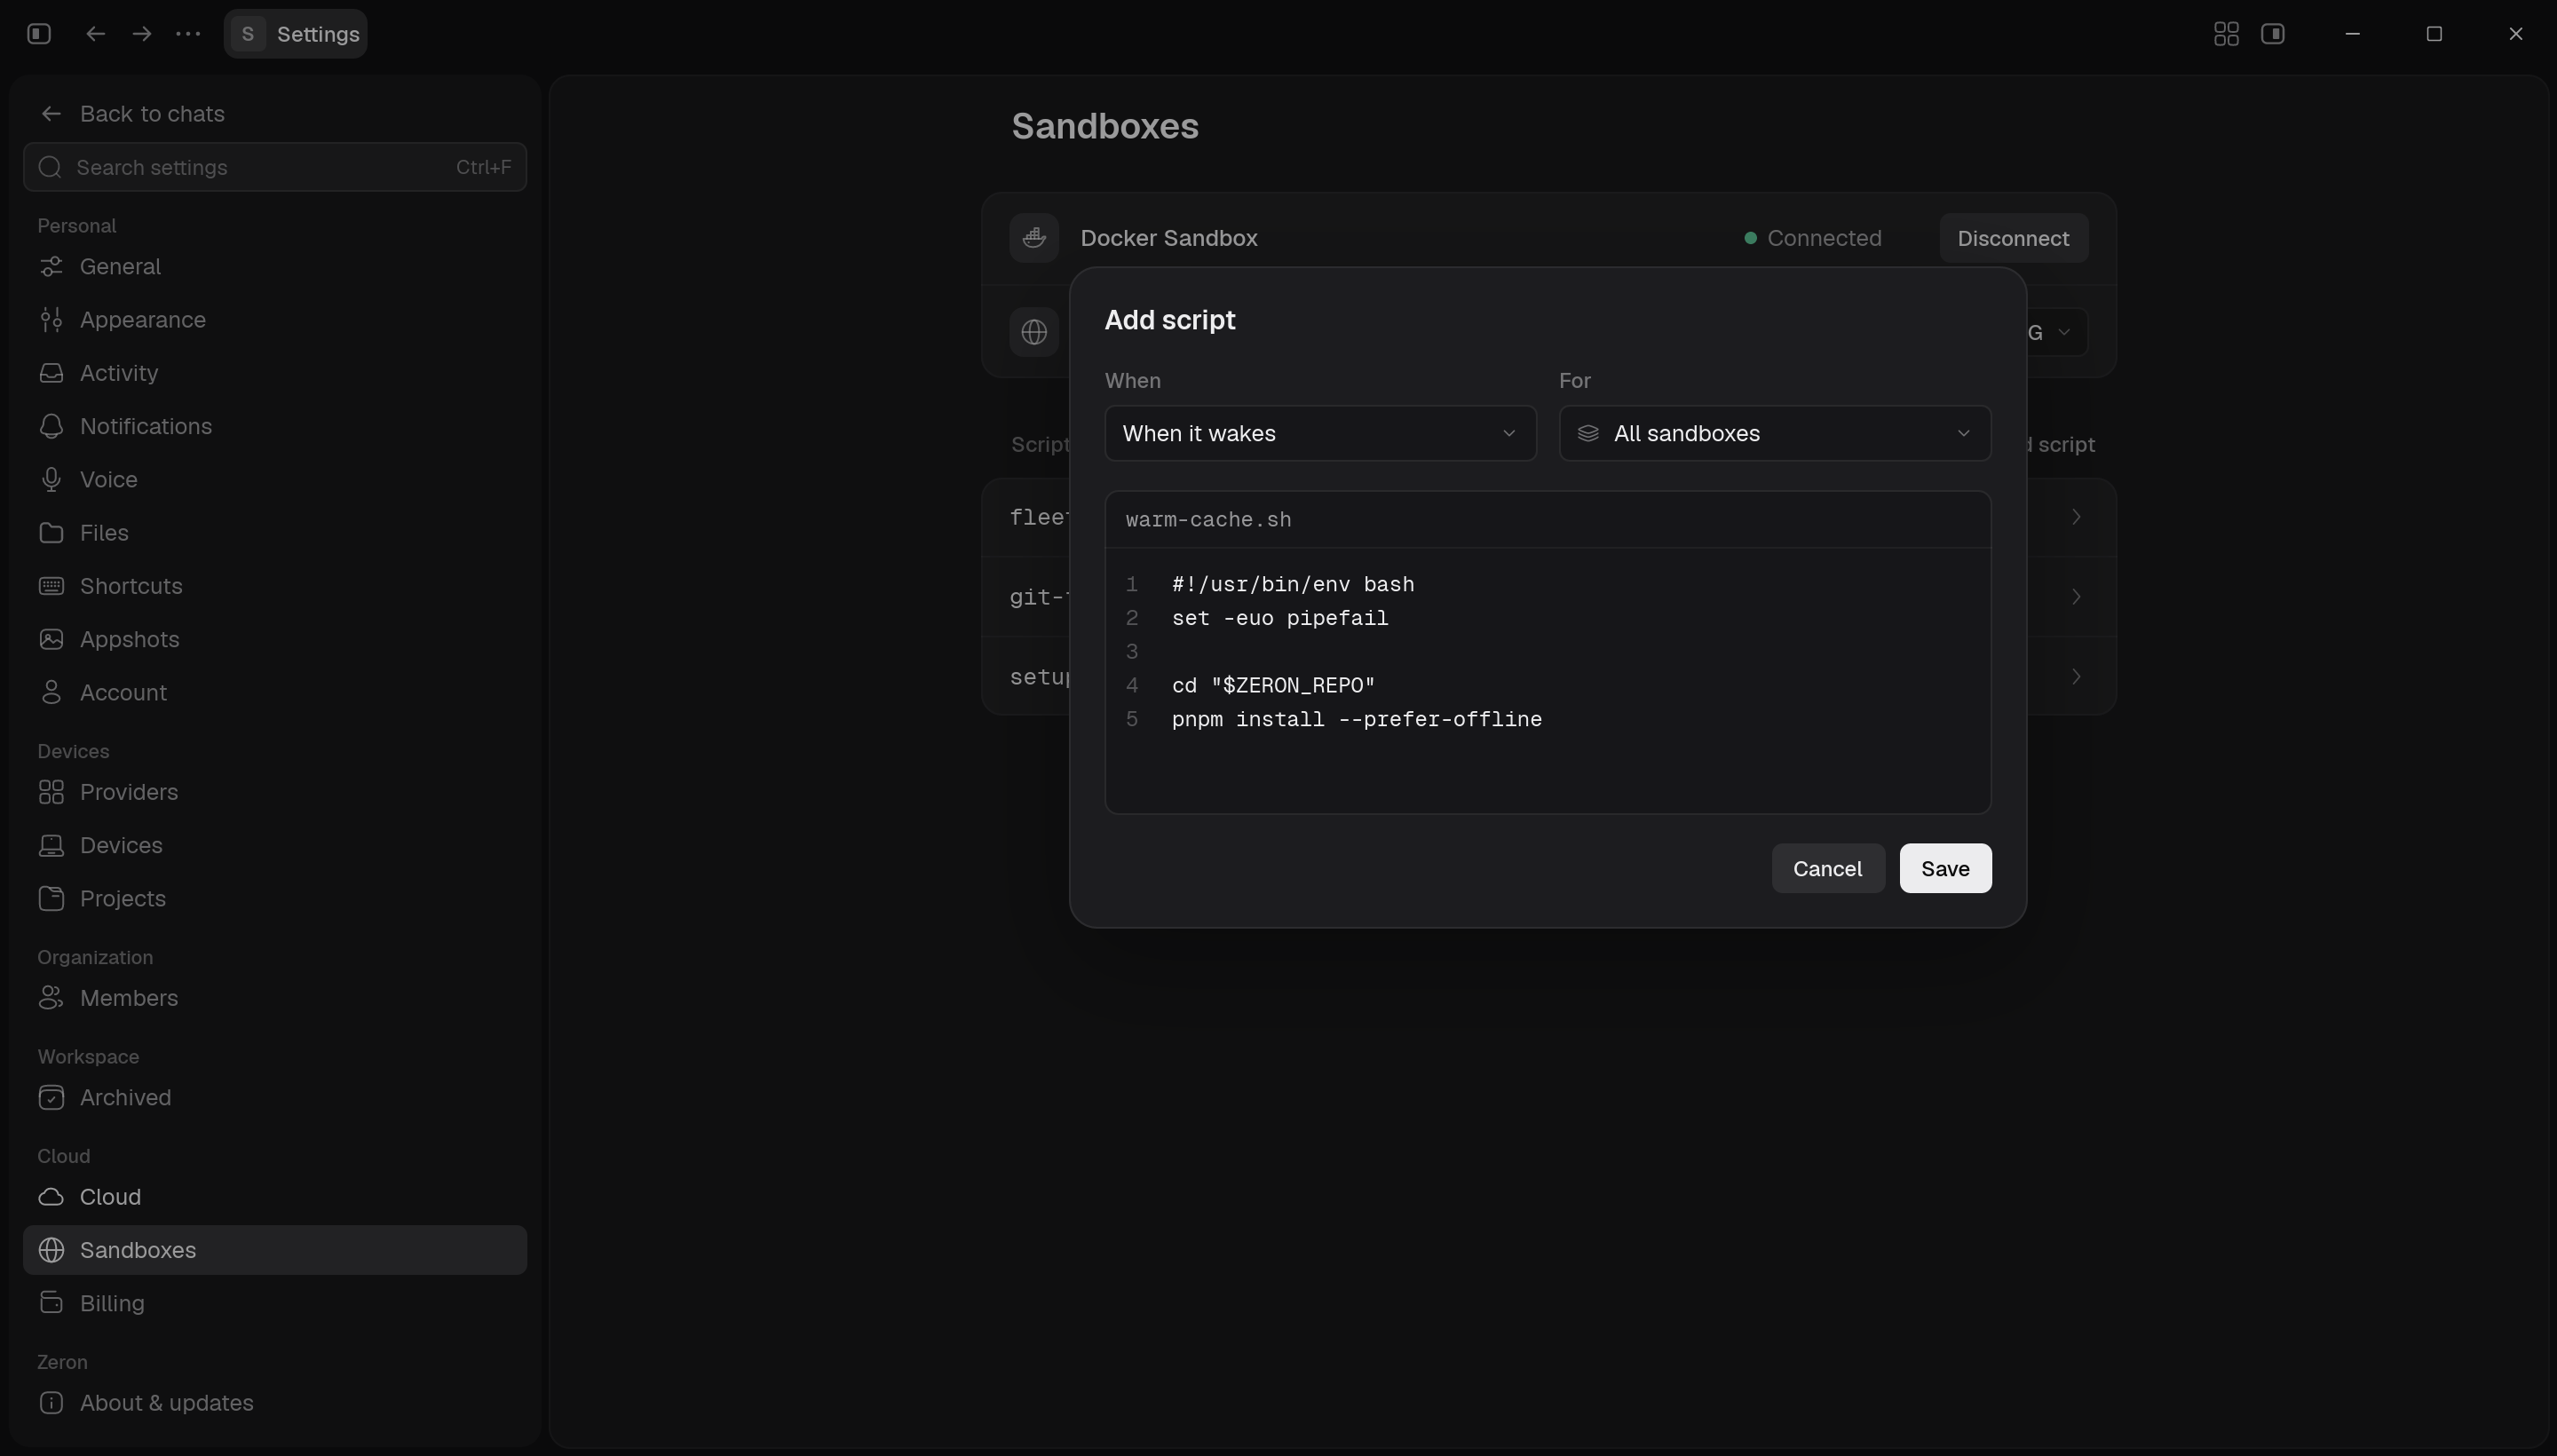 S Settings
Back to chats
Search settings Ctrl+F
Personal
General
Appearance
Activity
Notifications
Voice
Files
Shortcuts
Appshots
Account
Devices
Providers
Devices
Projects
Organization
Members
Workspace
Archived
Cloud
Cloud
Sandboxes
Billing
Zeron
About & updates
Sandboxes
Docker Sandbox Connected Disconnect
G
script
Add script
When For
When it wakes All sandboxes
warm-cache.sh
1 #!/usr/bin/env bash
2 set -euo pipefail
3
4 cd "$ZERON_REPO"
5 pnpm install --prefer-offline
Cancel Save